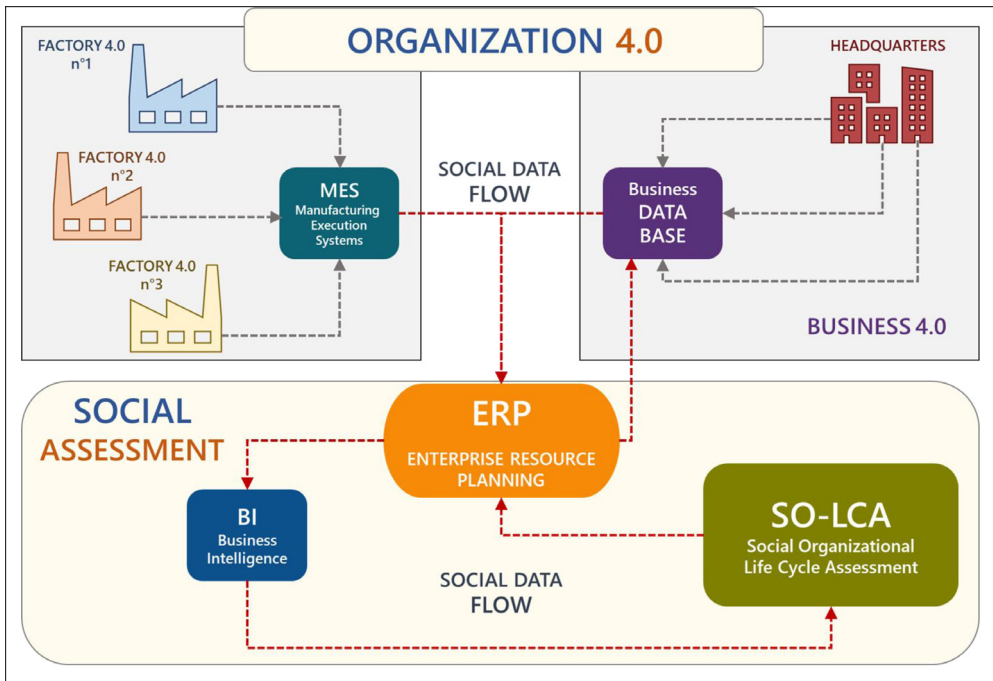 ORGANIZATION 4.0
FACTORY 4.0
n°1
FACTORY 4.0
n°2
FACTORY 4.0
n°3
MES
Manufacturing
Execution
Systems
SOCIAL DATA
FLOW
HEADQUARTERS
Business
DATA
BASE
BUSINESS 4.0
SOCIAL
ASSESSMENT
ERP
ENTERPRISE RESOURCE
PLANNING
BI
Business
Intelligence
SOCIAL DATA
FLOW
SO-LCA
Social Organizational
Life Cycle Assessment